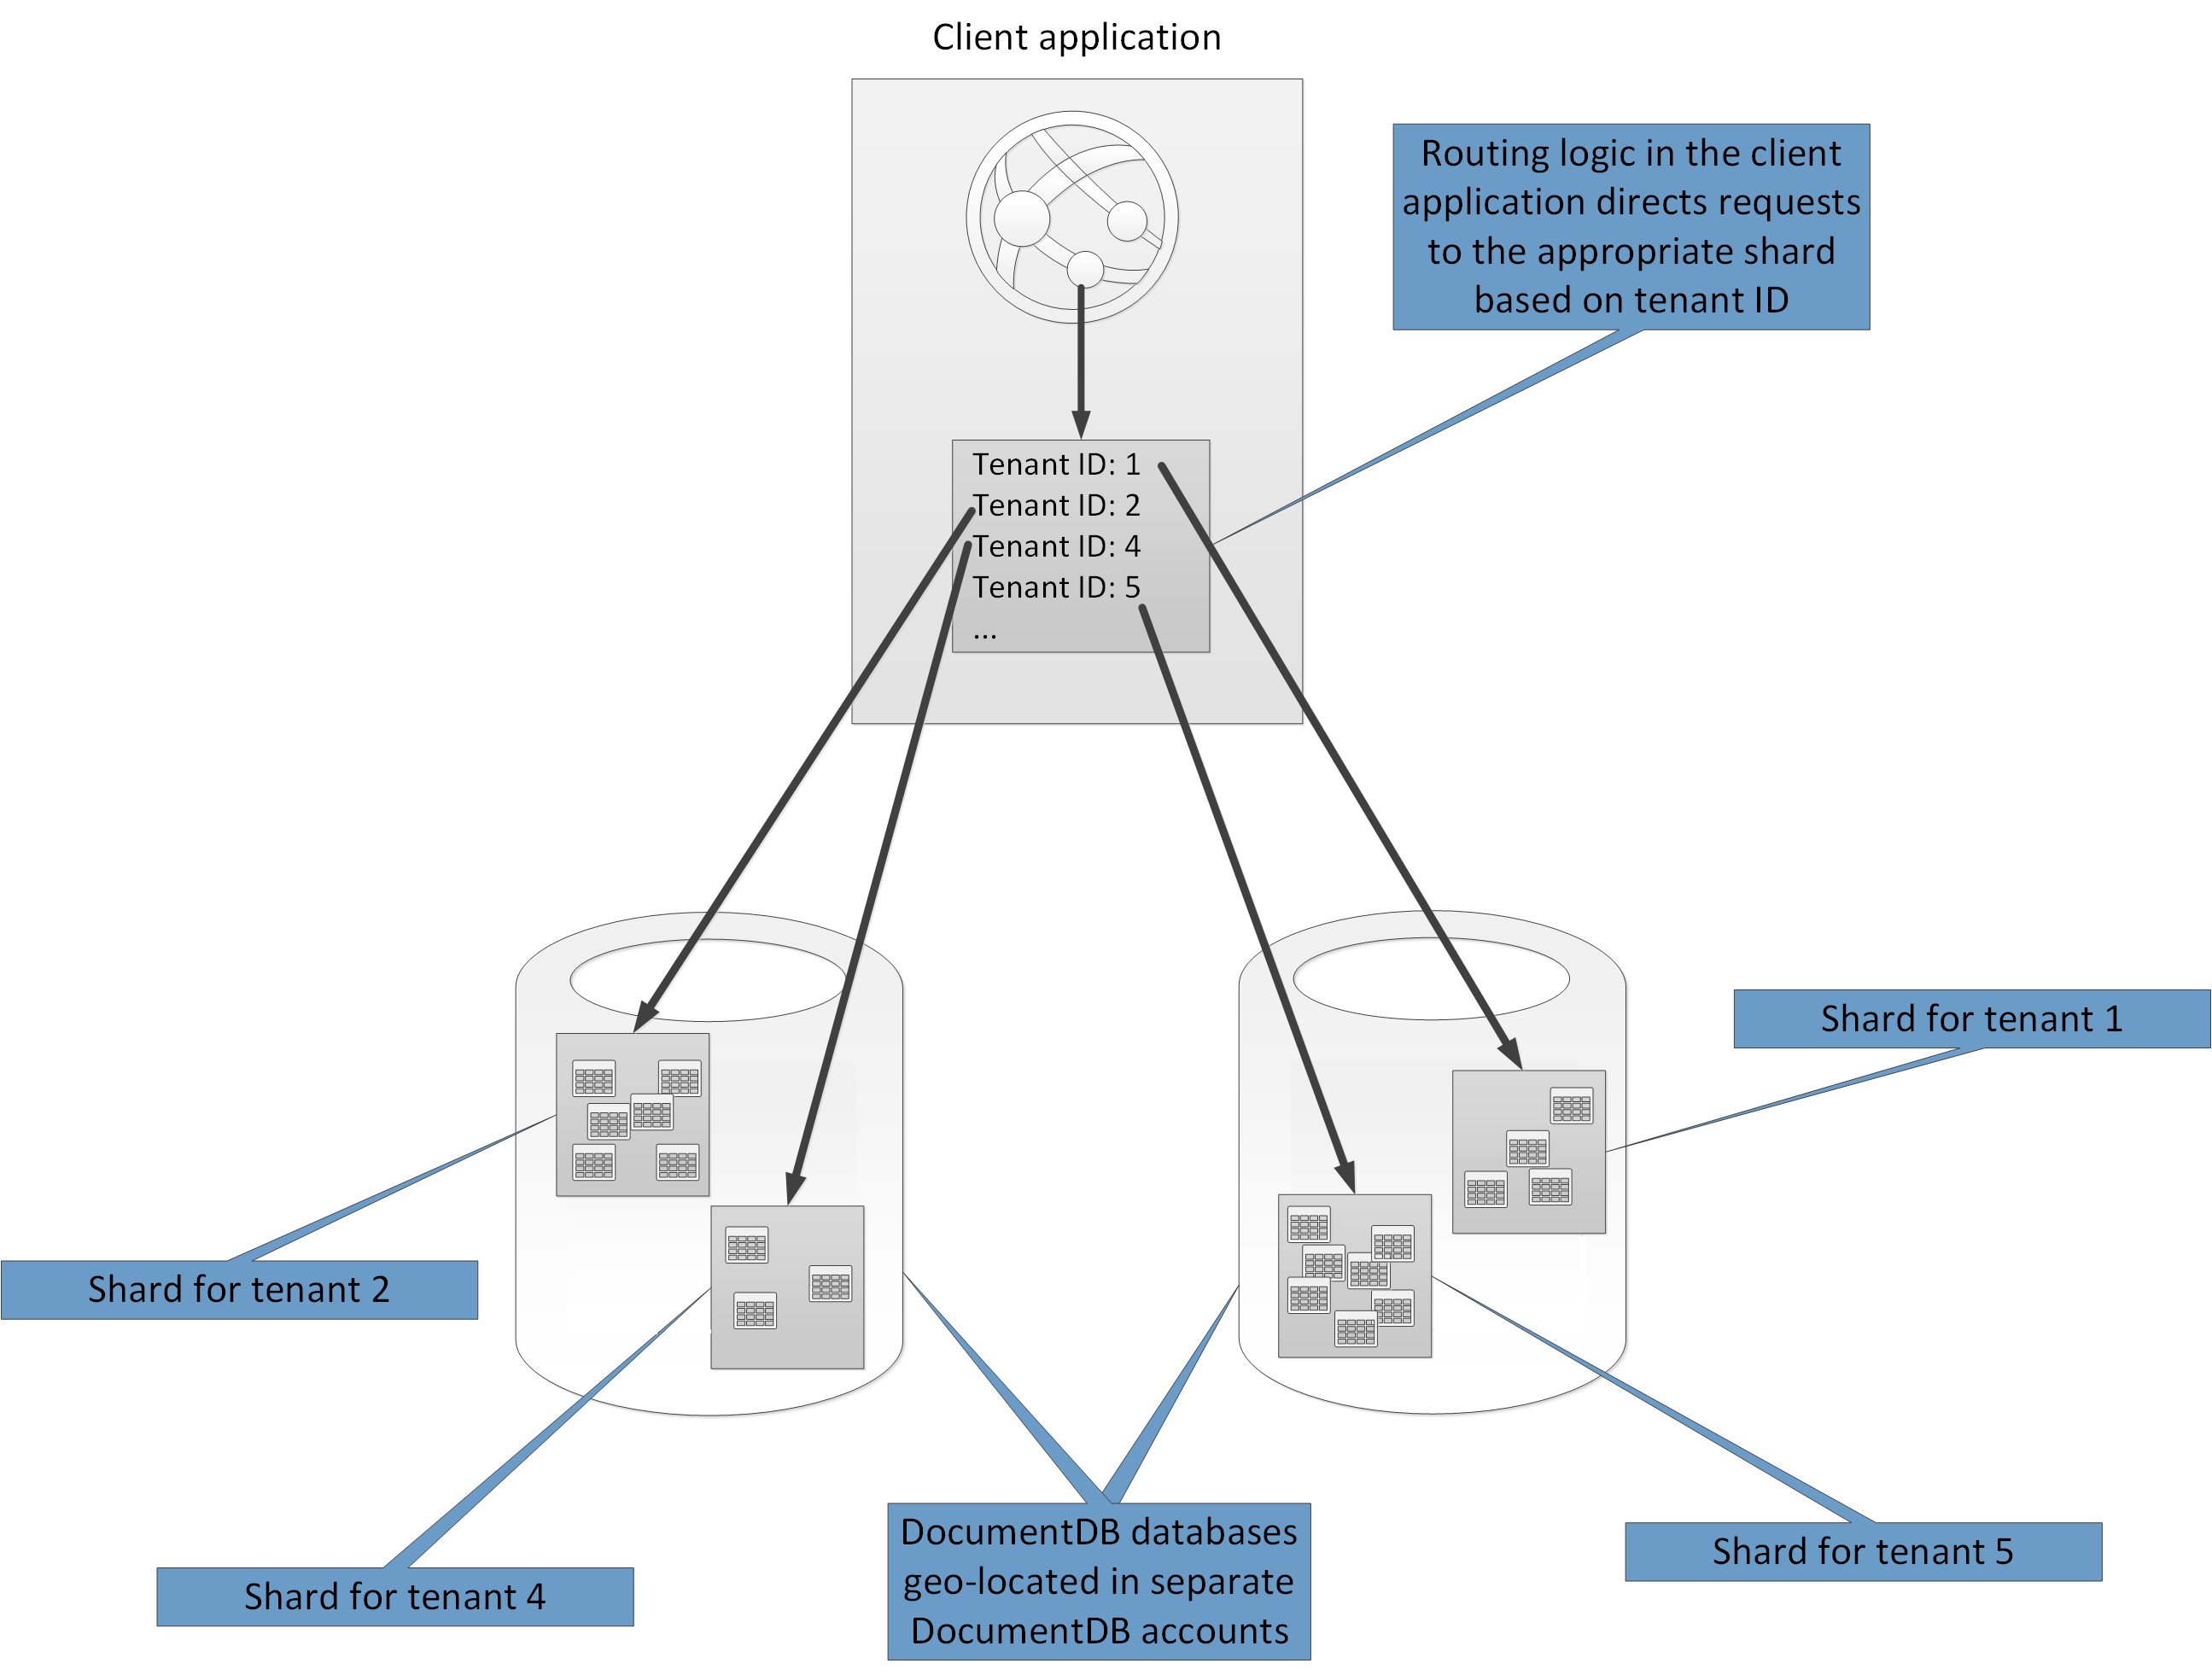 Client application
Routing logic in the client
application directs requests
to the appropriate shard
based on tenant ID
Tenant ID: 1
Tenant ID: 2
Tenant ID: 4
Tenant ID: 5
...
Shard for tenant 1
Shard for tenant 2
Shard for tenant 4
DocumentDB databases
geo-located in separate
DocumentDB accounts
Shard for tenant 5